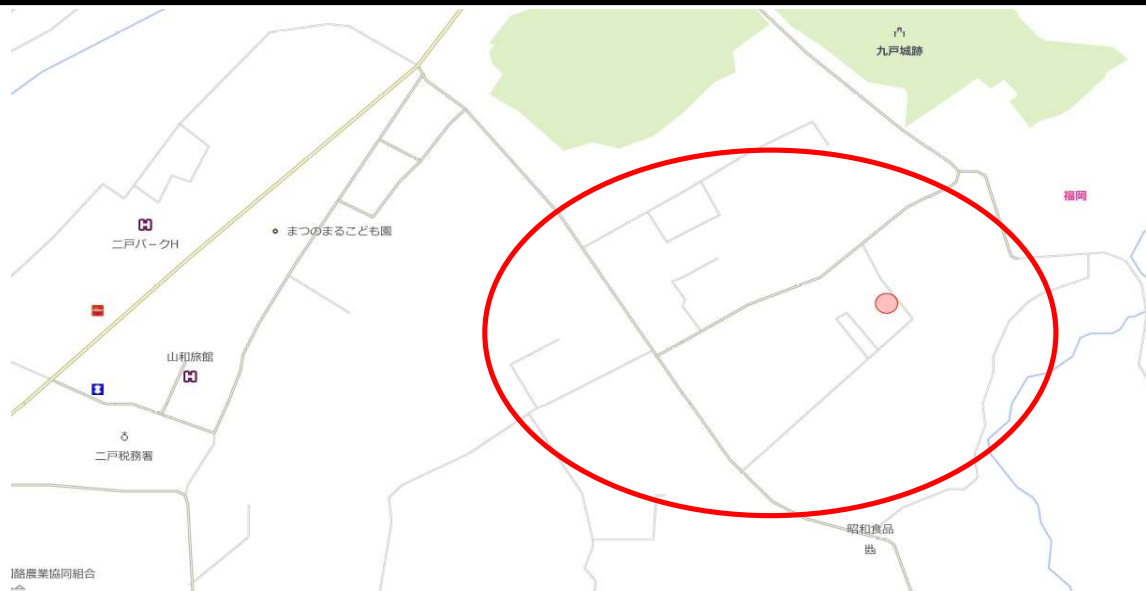 九戸城跡
福岡
二戸パークH
まつのまるこども園
山和旅館
二戸税務署
昭和食品
酪農業協同組合